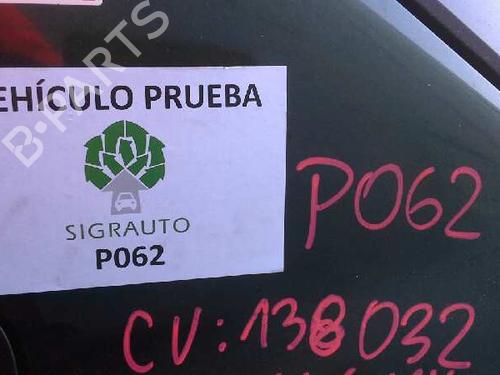 B-PARTS
EHÍCULO PRUEBA
SIGRAUTO
P062
P062
CV: 138032